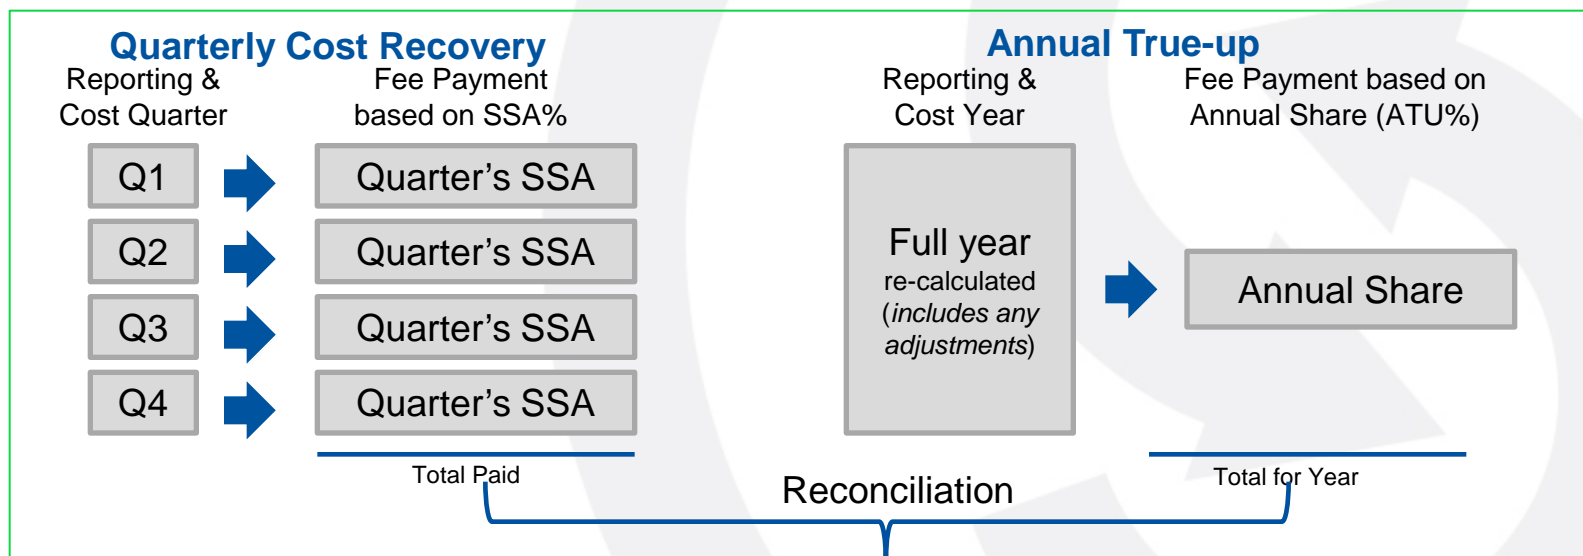 Quarterly Cost Recovery
Reporting &
Cost Quarter
Fee Payment
based on SSA%
Q1
Quarter's SSA
Q2
Quarter's SSA
Q3
Quarter's SSA
Q4
Quarter's SSA
Total Paid
Annual True-up
Reporting &
Cost Year
Fee Payment based on
Annual Share (ATU%)
Full year
re-calculated
(includes any
adjustments)
Annual Share
Total for Year
Reconciliation